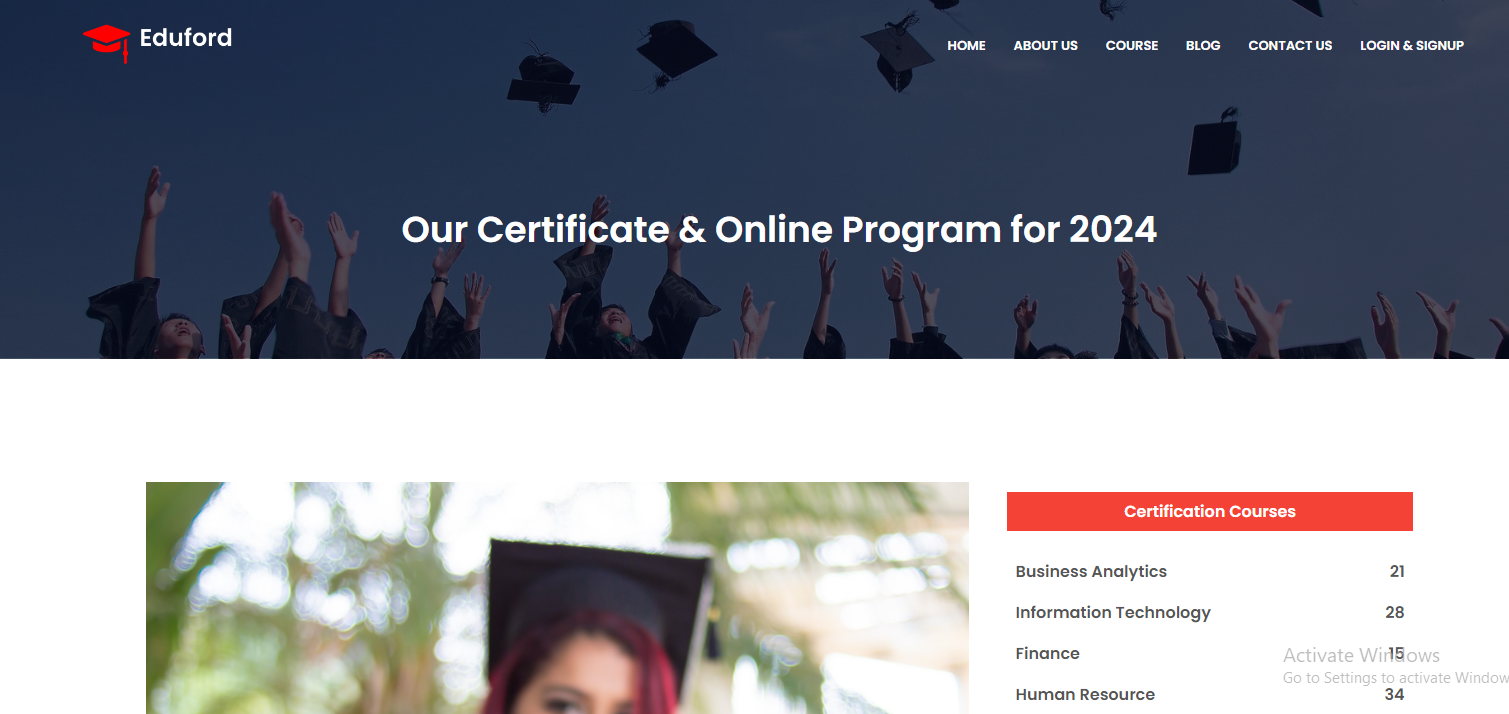 Eduford
HOME ABOUT US COURSE BLOG CONTACT US LOGIN & SIGNUP
Our Certificate & Online Program for 2024
Certification Courses
Business Analytics 21
Information Technology 28
Finance 15
Human Resource 34
Activate Windows
Go to Settings to activate Window